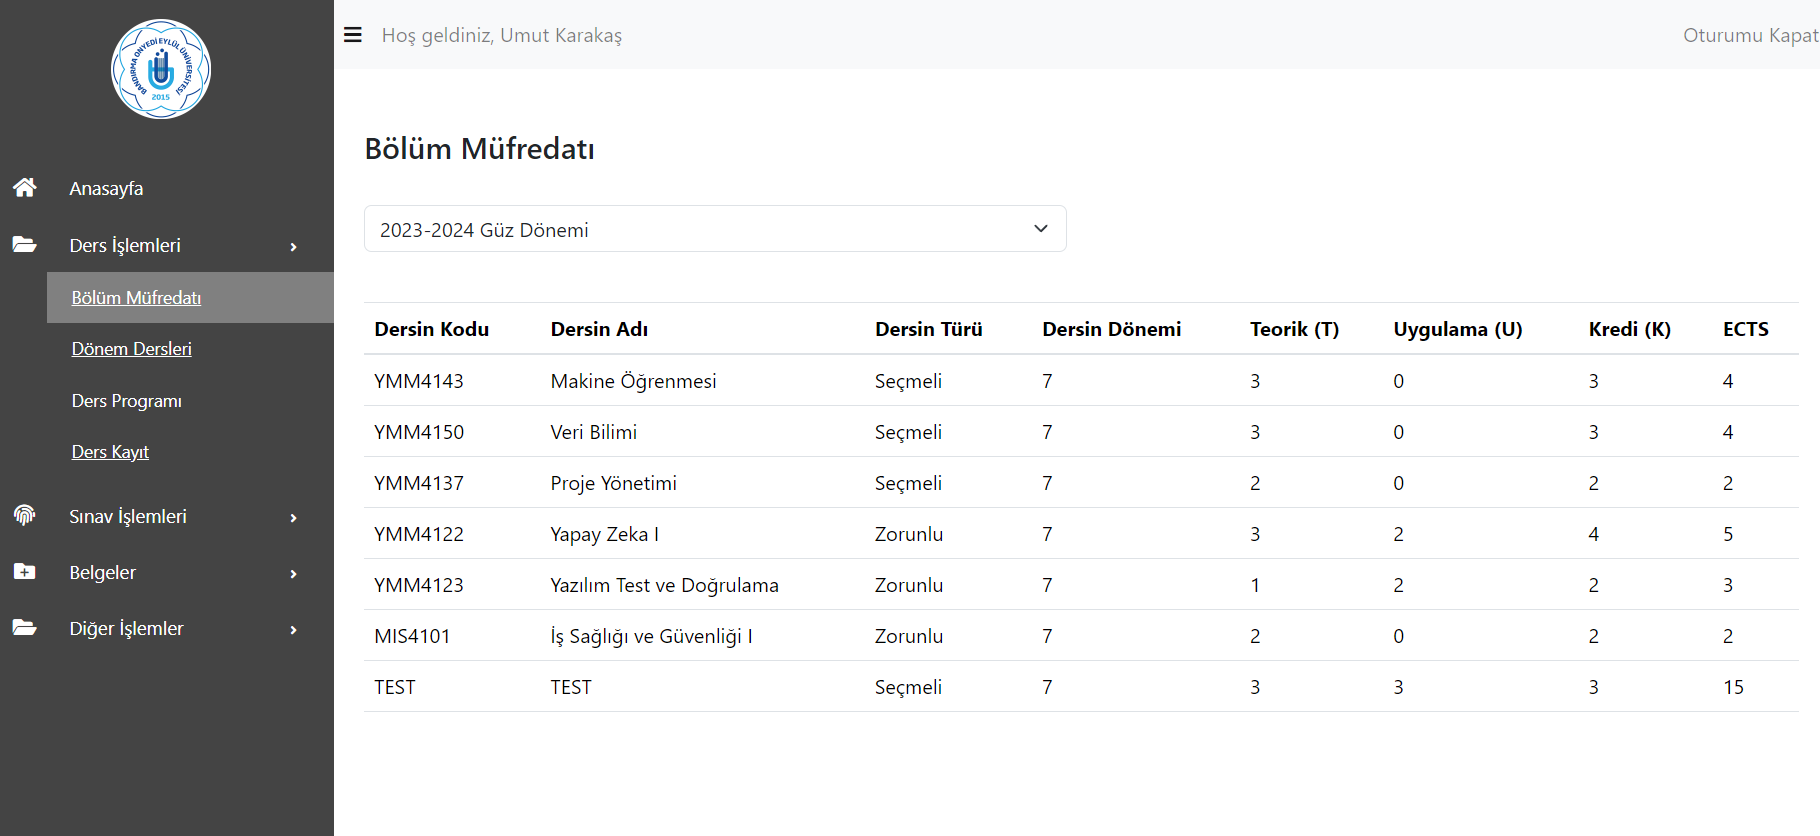 BANDIRMA ONYEDİ EYLÜL ÜNİVERSİTESİ
2015
Anasayfa
Ders İşlemleri
Bölüm Müfredatı
Dönem Dersleri
Ders Programı
Ders Kayıt
Sınav İşlemleri
Belgeler
Diğer İşlemler
Hoş geldiniz, Umut Karakaş
Oturumu Kapat
Bölüm Müfredatı
2023-2024 Güz Dönemi
Dersin Kodu Dersin Adı Dersin Türü Dersin Dönemi Teorik (T) Uygulama (U) Kredi (K) ECTS
YMM4143 Makine Öğrenmesi Seçmeli 7 3 0 3 4
YMM4150 Veri Bilimi Seçmeli 7 3 0 3 4
YMM4137 Proje Yönetimi Seçmeli 7 2 0 2 2
YMM4122 Yapay Zeka I Zorunlu 7 3 2 4 5
YMM4123 Yazılım Test ve Doğrulama Zorunlu 7 1 2 2 3
MIS4101 İş Sağlığı ve Güvenliği I Zorunlu 7 2 0 2 2
TEST TEST Seçmeli 7 3 3 3 15